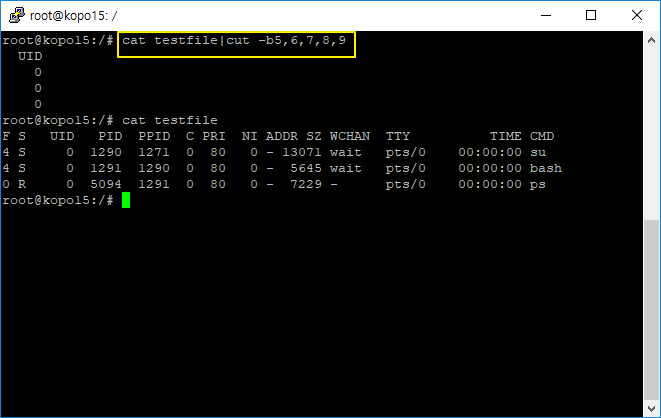 root@kopo15: /
root@kopo15:/# cat testfile|cut -b5,6,7,8,9
  UID
    0
    0
    0
root@kopo15:/# cat testfile
F S   UID   PID  PPID  C PRI  NI ADDR SZ WCHAN  TTY          TIME CMD
4 S     0  1290  1271  0  80   0 - 13071 wait   pts/0    00:00:00 su
4 S     0  1291  1290  0  80   0 -  5645 wait   pts/0    00:00:00 bash
0 R     0  5094  1291  0  80   0 -  7229 -      pts/0    00:00:00 ps
root@kopo15:/#